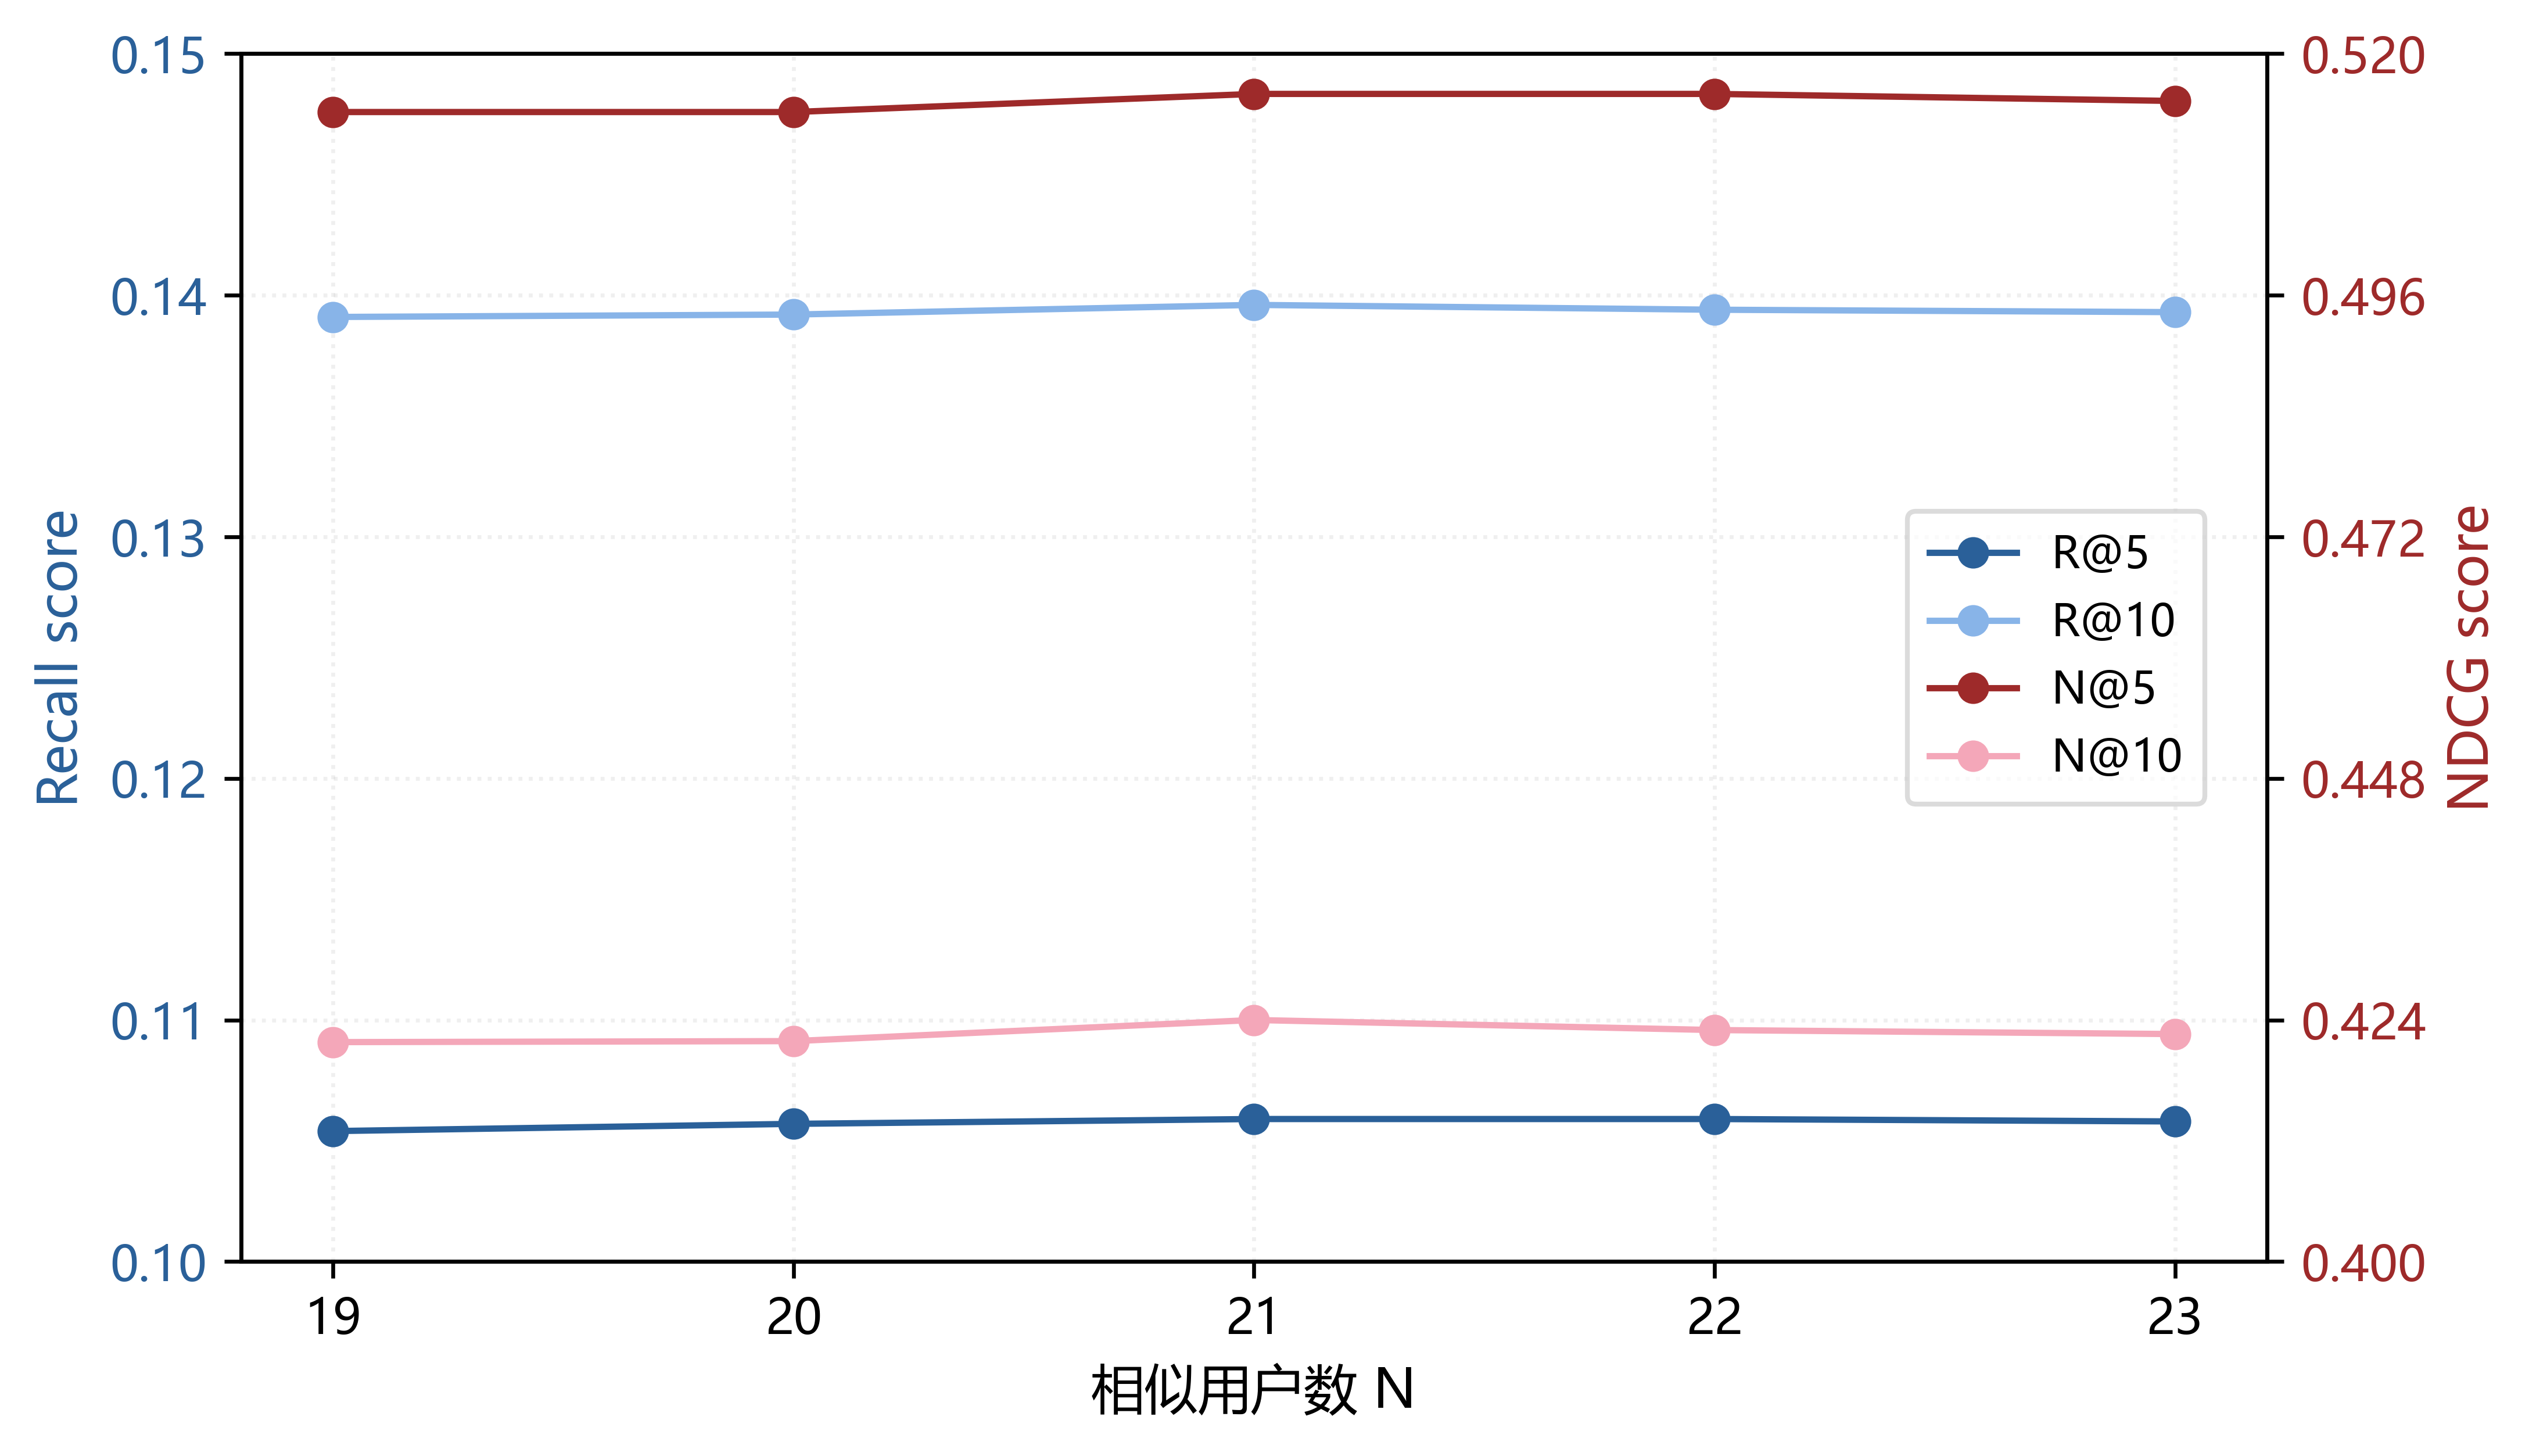 0.15
0.14
0.13
0.12
0.11
0.10
Recall score
0.520
0.496
0.472
0.448
0.424
0.400
NDCG score
R@5
R@10
N@5
N@10
19 20 21 22 23
相似用户数 N